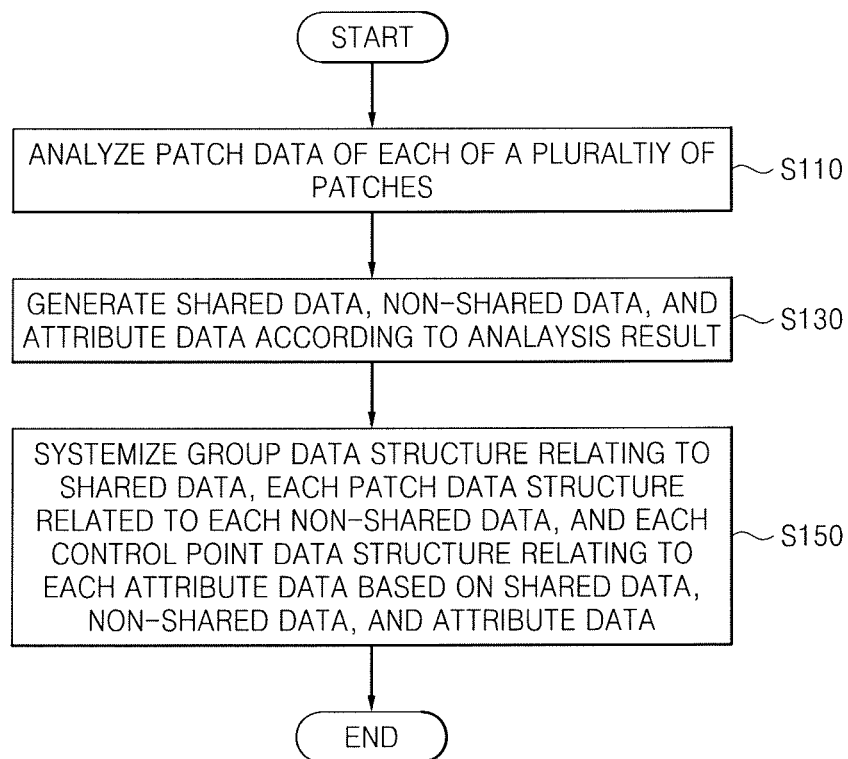 START
ANALYZE PATCH DATA OF EACH OF A PLURALTIY OF
PATCHES
S110
GENERATE SHARED DATA, NON-SHARED DATA, AND
ATTRIBUTE DATA ACCORDING TO ANALAYSIS RESULT
S130
SYSTEMIZE GROUP DATA STRUCTURE RELATING TO
SHARED DATA, EACH PATCH DATA STRUCTURE
RELATED TO EACH NON-SHARED DATA, AND EACH
CONTROL POINT DATA STRUCTURE RELATING TO
EACH ATTRIBUTE DATA BASED ON SHARED DATA,
NON-SHARED DATA, AND ATTRIBUTE DATA
S150
END